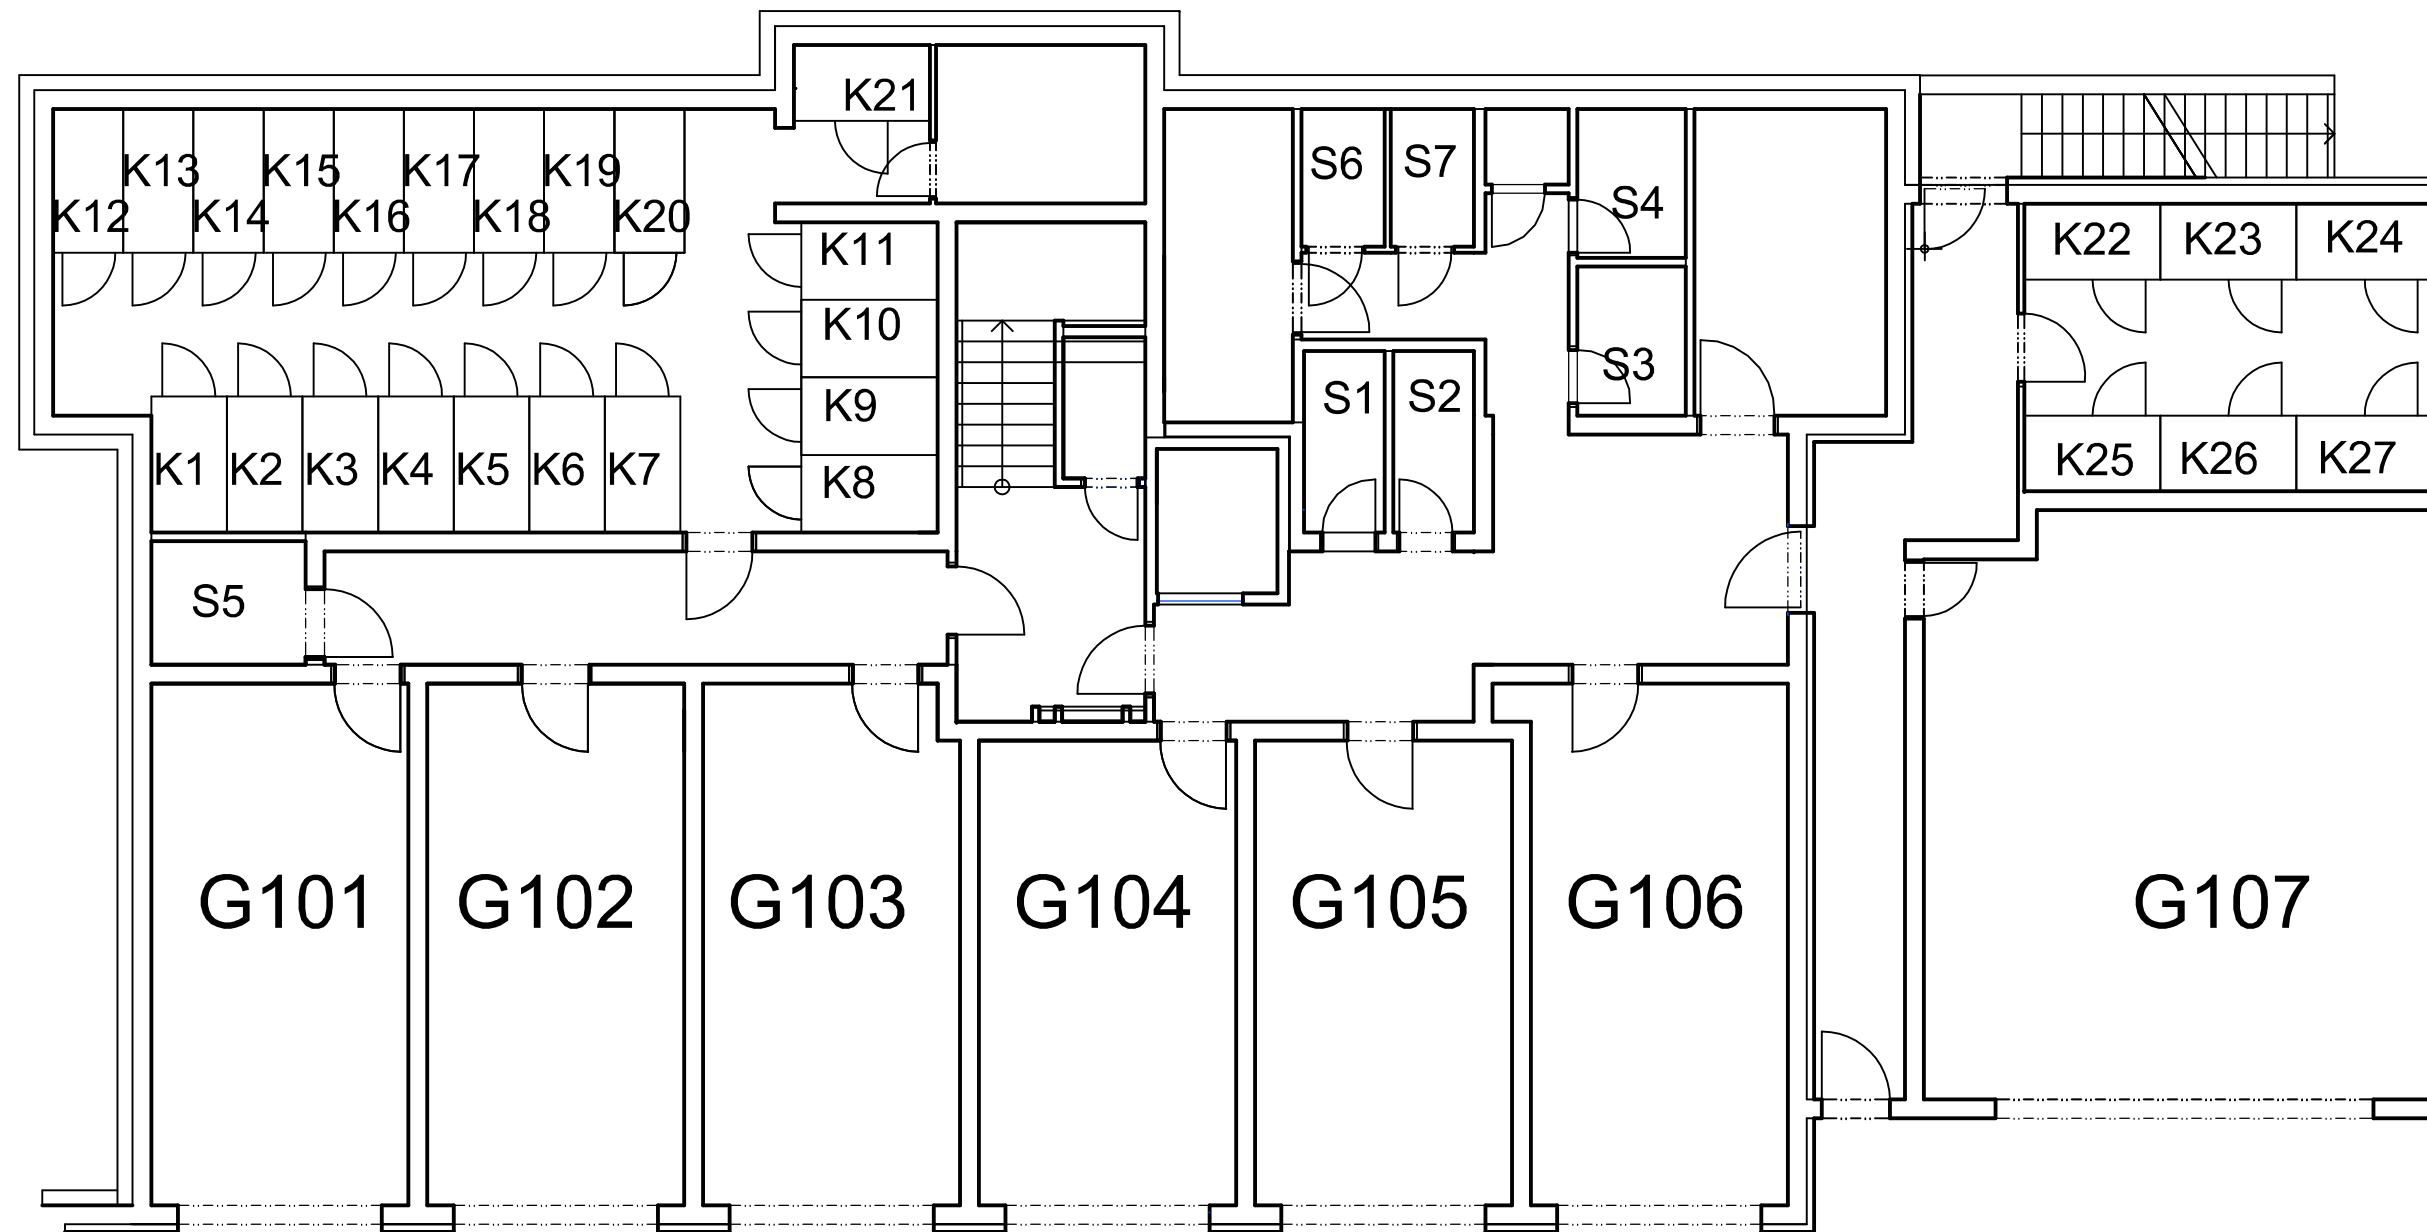 K21
K13 K15 K17 K19
K12 K14 K16 K18 K20
S6 S7 S4
K22 K23 K24
K11
K10
K9
K8
S3
S1 S2
K1 K2 K3 K4 K5 K6 K7
K25 K26 K27
S5
G101 G102 G103 G104 G105 G106 G107